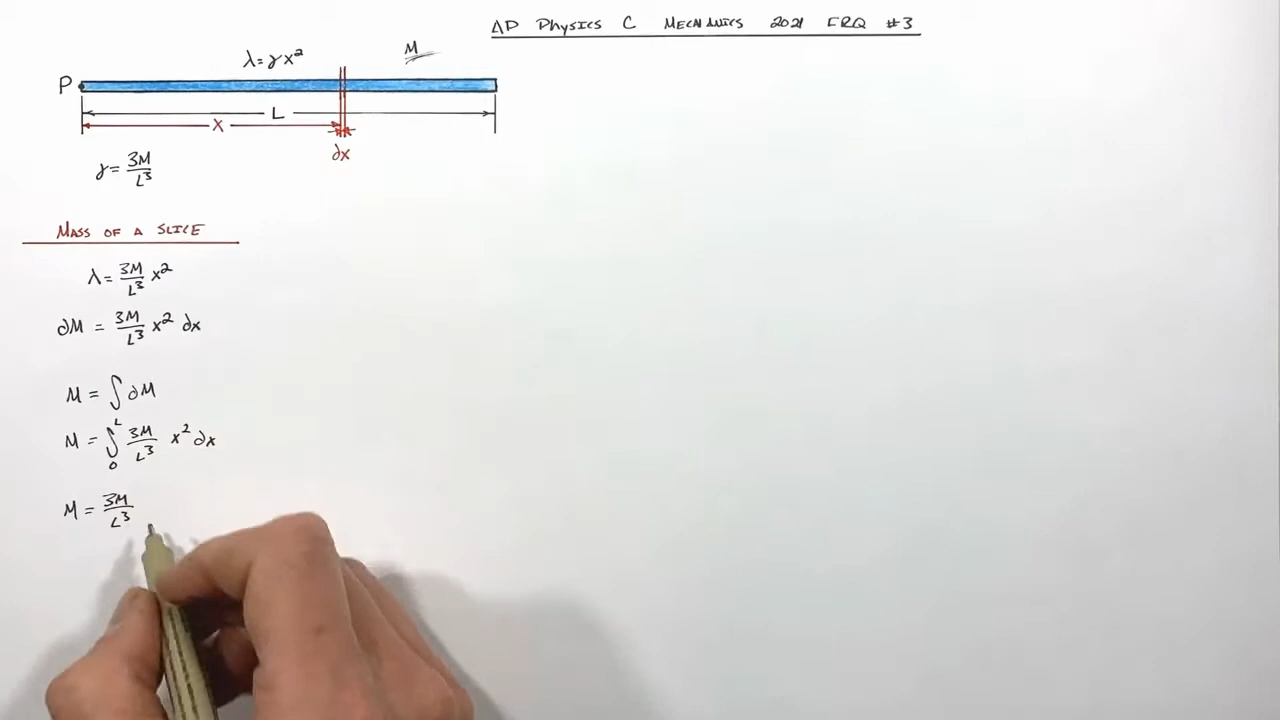 AP Physics C Mechanics 2021 FRQ #3
λ = γx² M
P
L
x
dx
γ = 3M/L³
Mass of a Slice
λ = 3M/L³ x²
dM = 3M/L³ x² dx
M = ∫ dM
M = ∫₀ᴸ 3M/L³ x² dx
M = 3M/L³